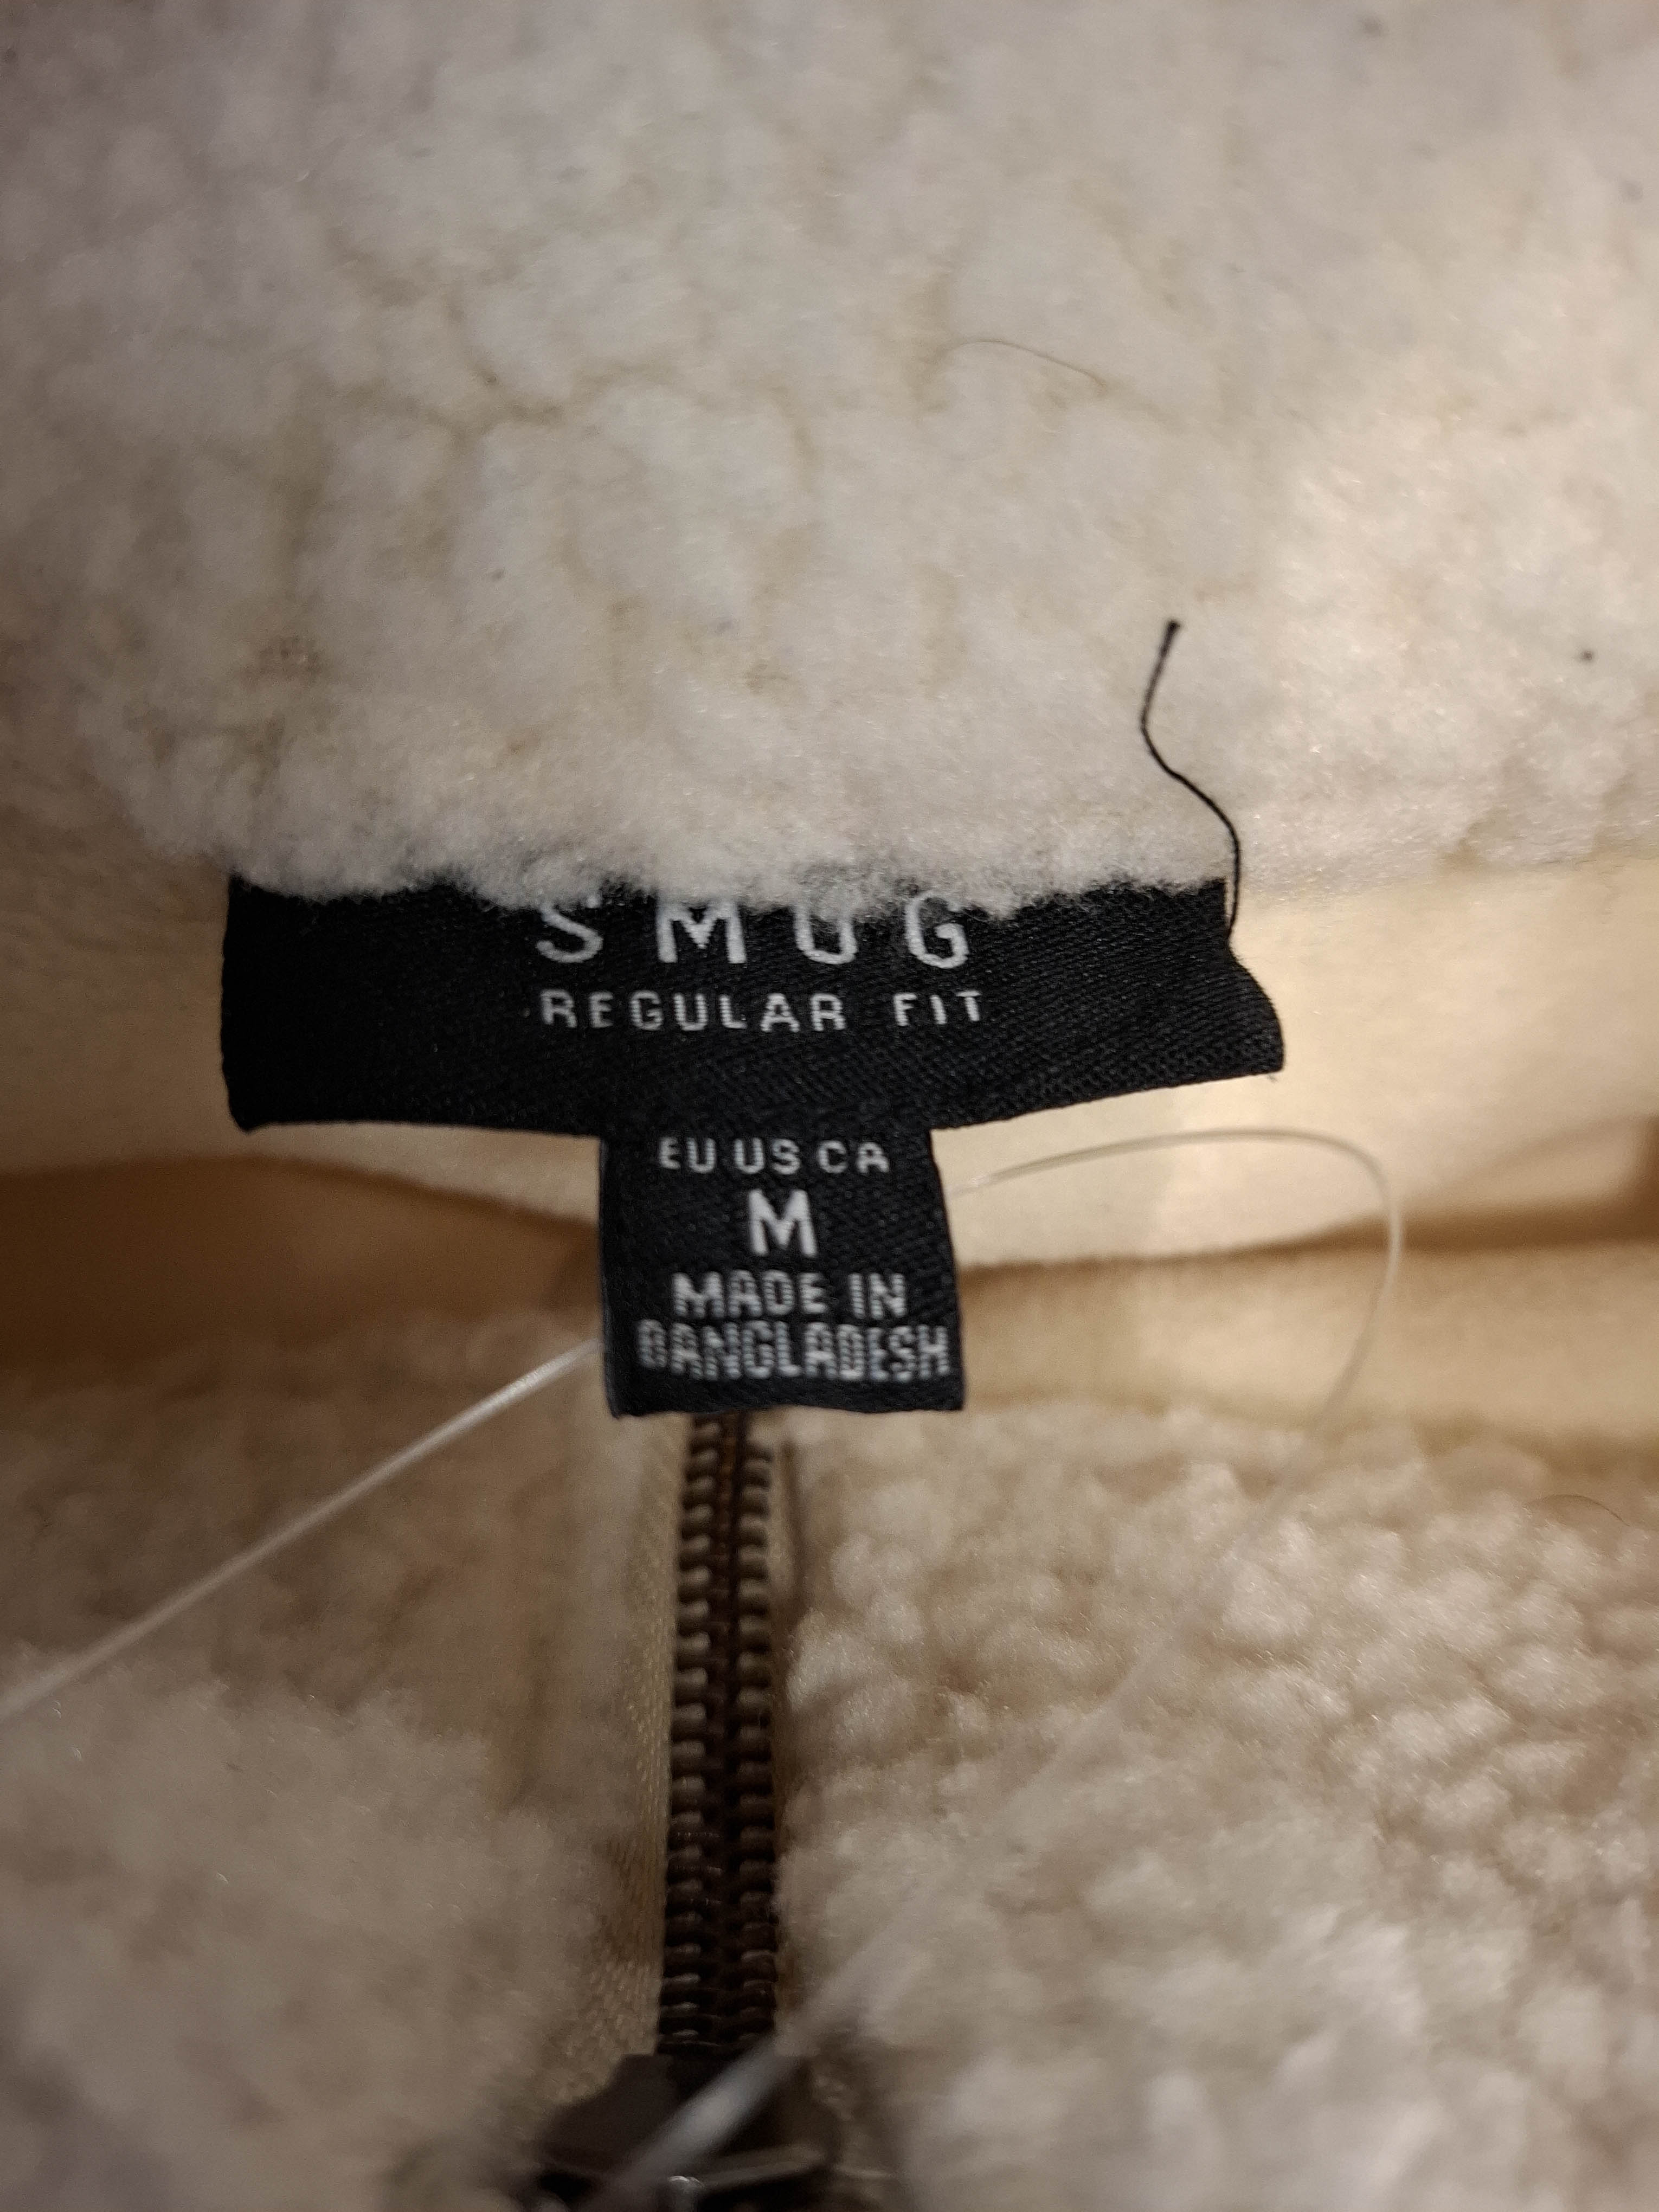 SMOG
REGULAR FIT
EU US CA
M
MADE IN
BANGLADESH